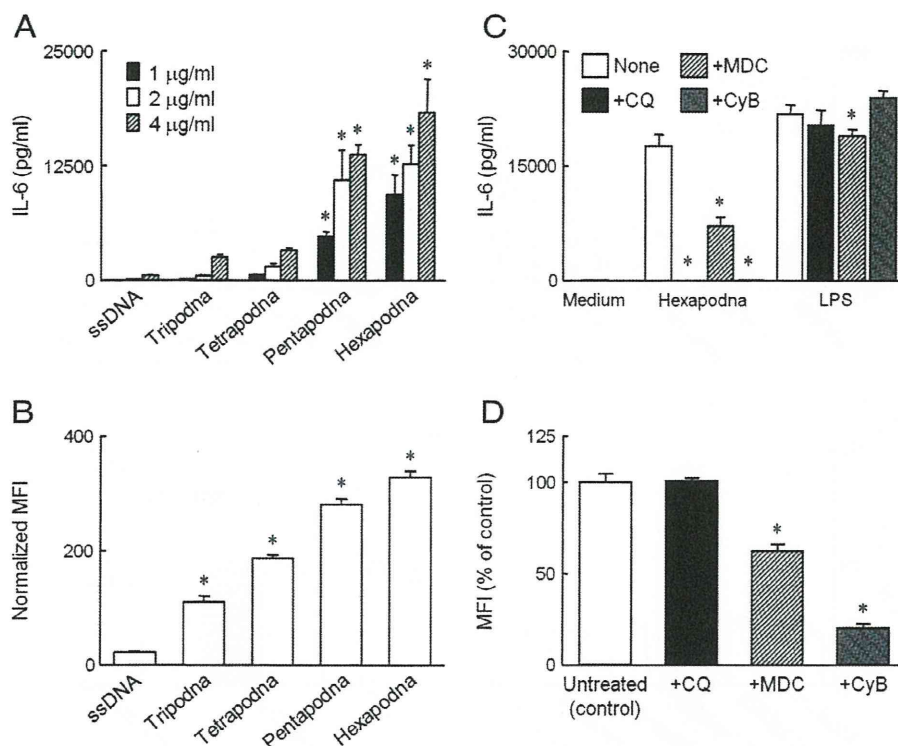 A
25000
12500
0
IL-6 (pg/ml)
1 µg/ml
2 µg/ml
4 µg/ml
* * *
* * *
ssDNA
Tripodna
Tetrapodna
Pentapodna
Hexapodna
B
400
200
0
Normalized MFI
* * * *
ssDNA
Tripodna
Tetrapodna
Pentapodna
Hexapodna
C
30000
15000
0
IL-6 (pg/ml)
None
+MDC
+CQ
+CyB
* * * *
Medium Hexapodna LPS
D
125
100
50
0
MFI (% of control)
* *
Untreated +CQ +MDC +CyB
(control)